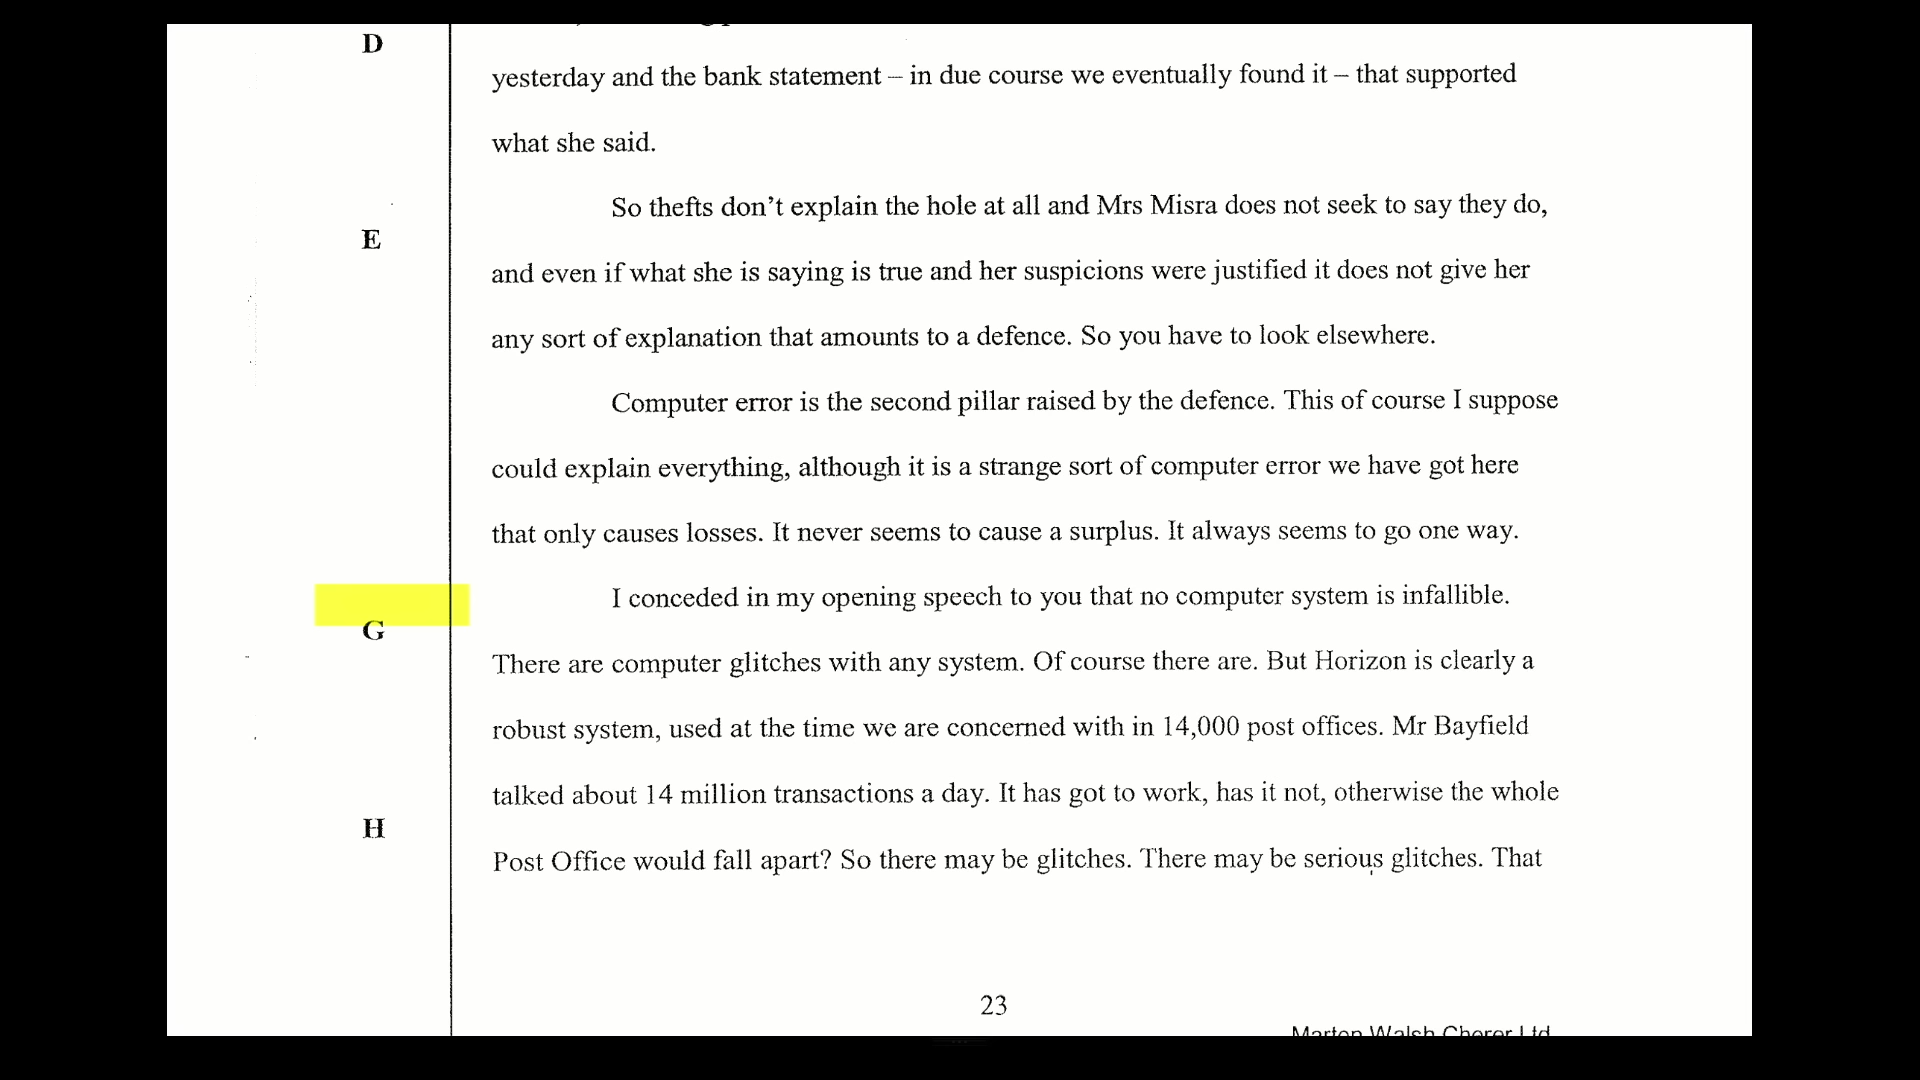 D
yesterday and the bank statement – in due course we eventually found it – that supported
what she said.
So thefts don't explain the hole at all and Mrs Misra does not seek to say they do,
E
and even if what she is saying is true and her suspicions were justified it does not give her
any sort of explanation that amounts to a defence. So you have to look elsewhere.
Computer error is the second pillar raised by the defence. This of course I suppose
could explain everything, although it is a strange sort of computer error we have got here
that only causes losses. It never seems to cause a surplus. It always seems to go one way.
I conceded in my opening speech to you that no computer system is infallible.
G
There are computer glitches with any system. Of course there are. But Horizon is clearly a
robust system, used at the time we are concerned with in 14,000 post offices. Mr Bayfield
talked about 14 million transactions a day. It has got to work, has it not, otherwise the whole
H
Post Office would fall apart? So there may be glitches. There may be serious glitches. That
23
Marten Walsh Cherer Ltd